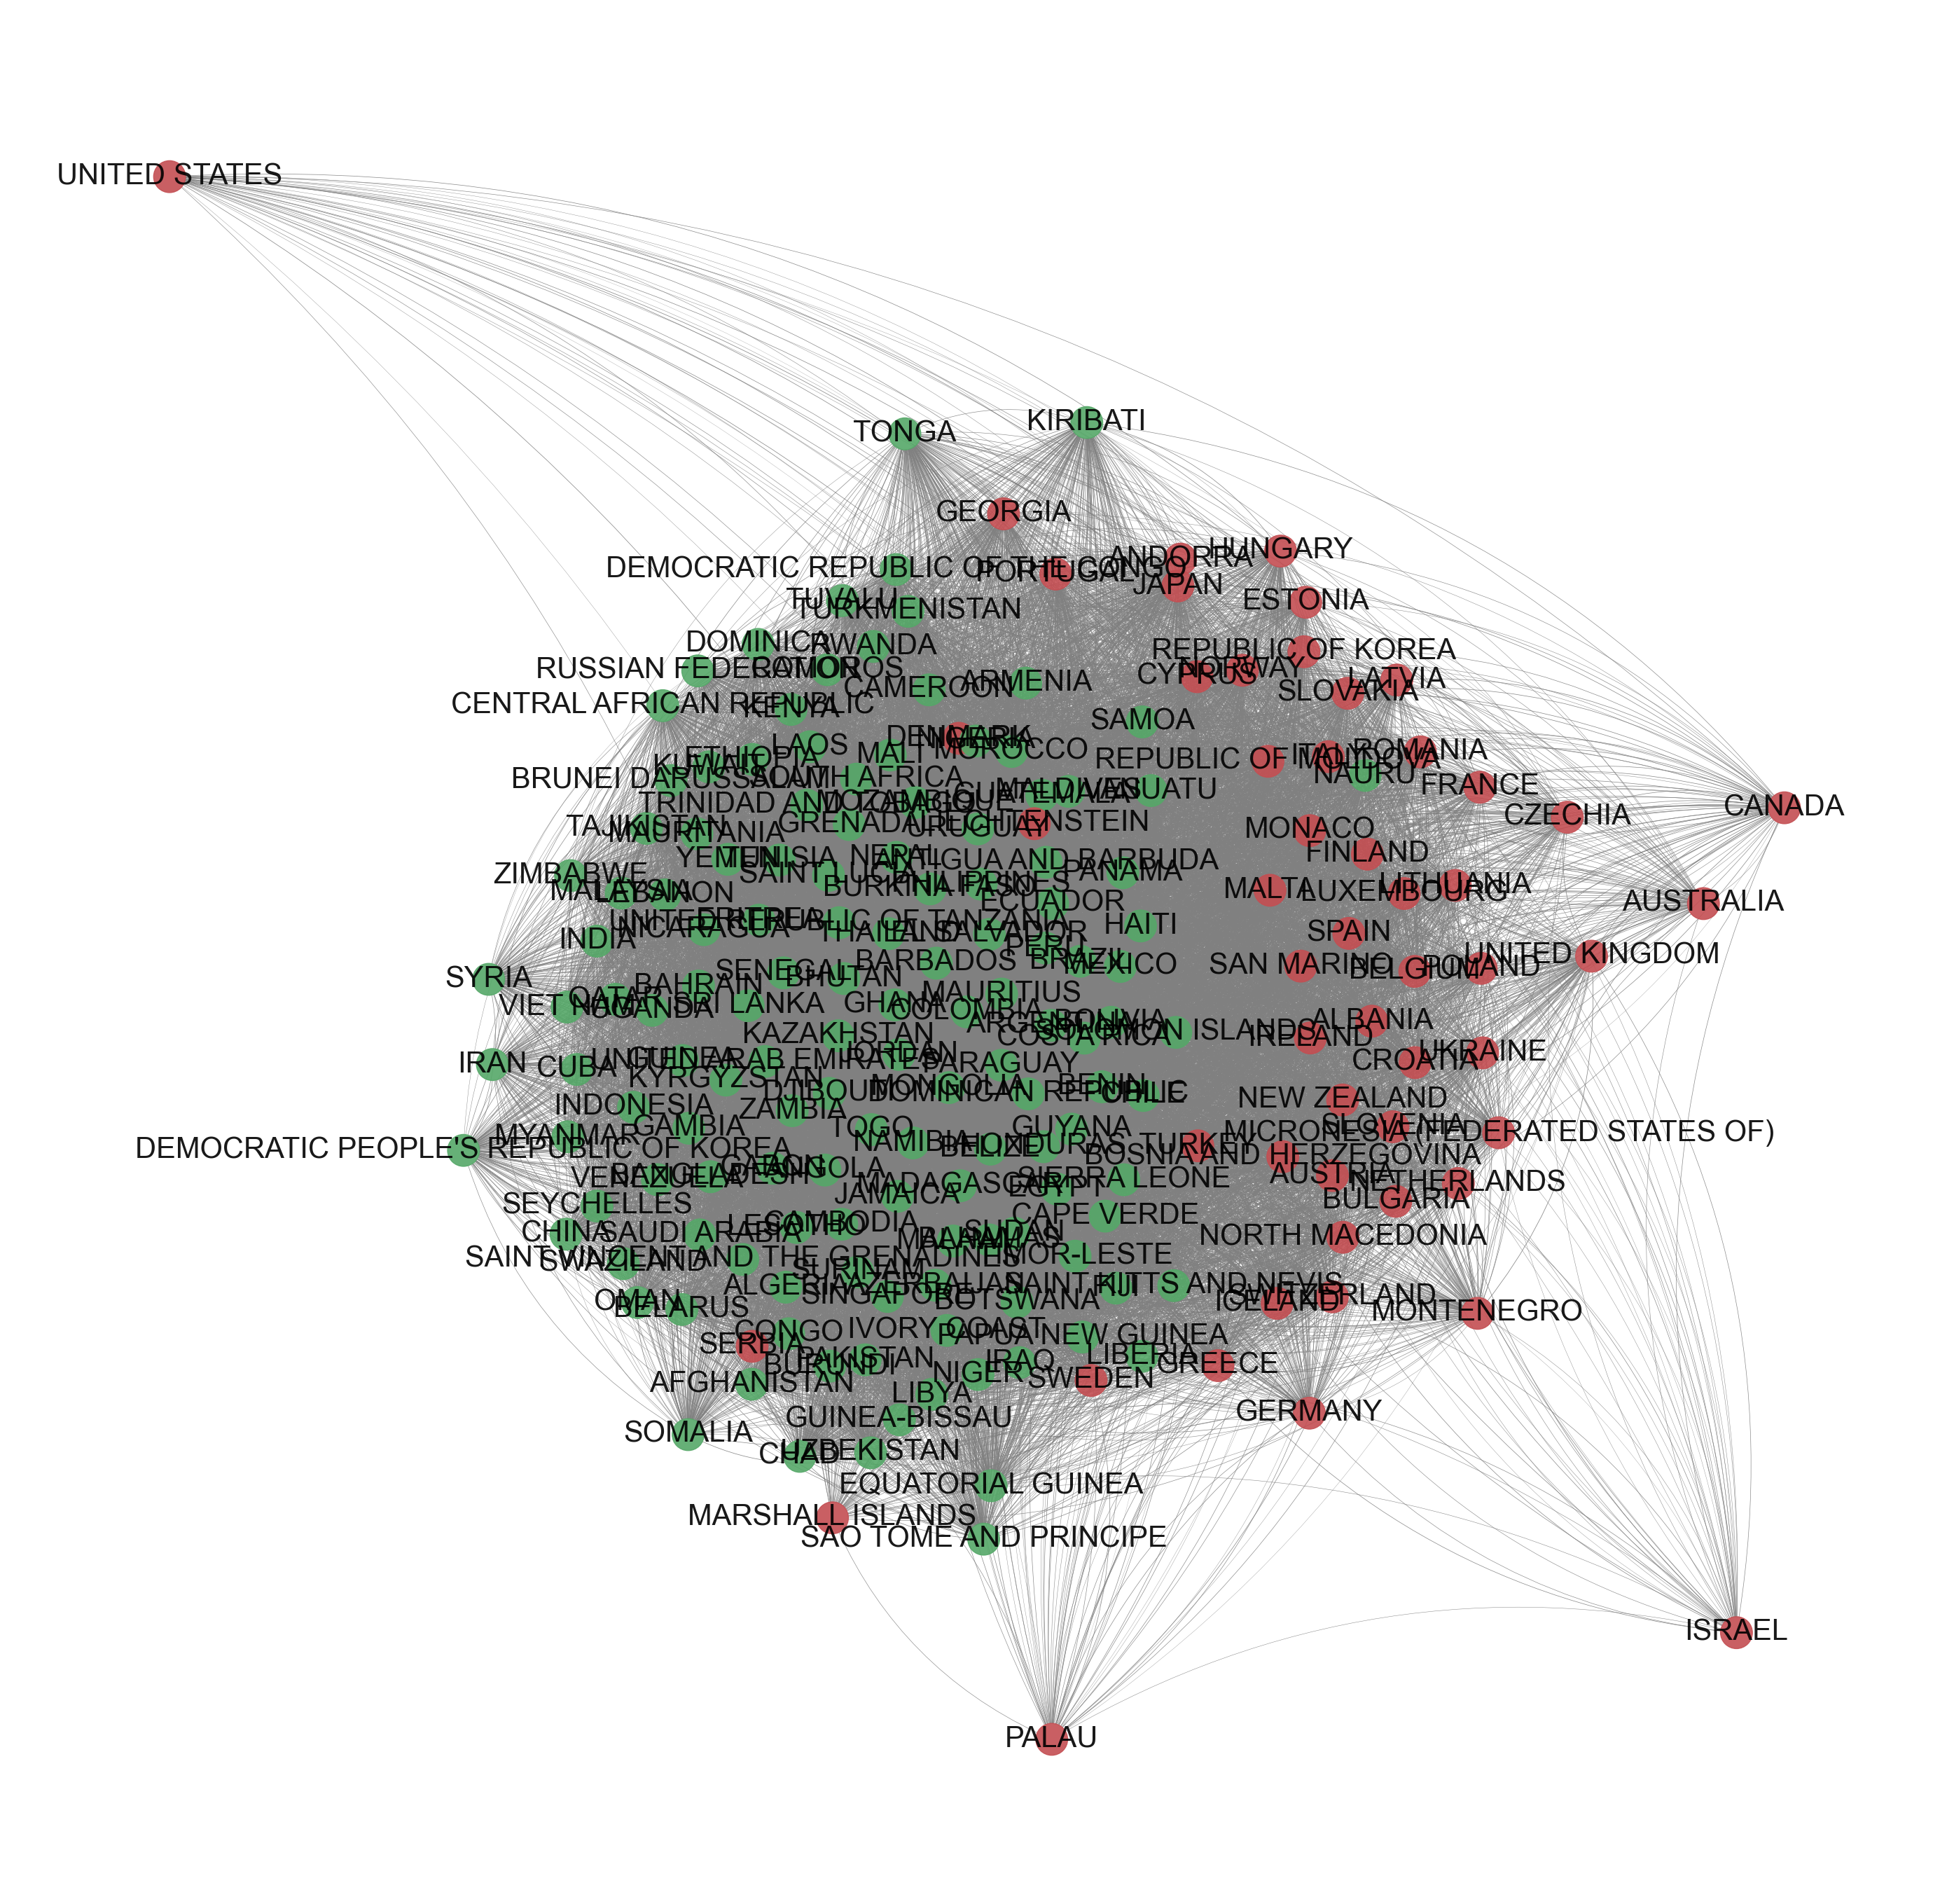 UNITED STATES
KIRIBATI
TONGA
GEORGIA
HUNGARY
ANDORRA
DEMOCRATIC REPUBLIC OF THE CONGO
PORTUGAL
JAPAN
TUVALU
ESTONIA
TURKMENISTAN
DOMINICA
RWANDA
REPUBLIC OF KOREA
RUSSIAN FEDERATION
COMOROS
CYPRUS
NORWAY
LATVIA
CAMEROON
ARMENIA
SLOVAKIA
CENTRAL AFRICAN REPUBLIC
KENYA
SAMOA
LAOS
DENMARK
NIGERIA
MOROCCO
MALI
ETHIOPIA
KUWAIT
REPUBLIC OF MOLDOVA
ITALY
ROMANIA
BRUNEI DARUSSALAM
SOUTH AFRICA
NAURU
FRANCE
MALDIVES
GUATEMALA
VANUATU
TRINIDAD AND TOBAGO
MOZAMBIQUE
CANADA
CZECHIA
TAJIKISTAN
MAURITANIA
GRENADA
URUGUAY
LIECHTENSTEIN
MONACO
FINLAND
YEMEN
TUNISIA
NEPAL
ANTIGUA AND BARBUDA
ZIMBABWE
SAINT LUCIA
PHILIPPINES
PANAMA
MALAYSIA
LEBANON
BURKINA FASO
ECUADOR
MALTA
LUXEMBOURG
LITHUANIA
AUSTRALIA
UNITED REPUBLIC OF TANZANIA
ERITREA
NICARAGUA
THAILAND
EL SALVADOR
HAITI
SPAIN
INDIA
PERU
BARBADOS
BRAZIL
MEXICO
SAN MARINO
BELGIUM
POLAND
UNITED KINGDOM
SYRIA
SENEGAL
BHUTAN
BAHRAIN
MAURITIUS
VIET NAM
QATAR
UGANDA
SRI LANKA
GHANA
COLOMBIA
ARGENTINA
BOLIVIA
SOLOMON ISLANDS
COSTA RICA
ALBANIA
IRELAND
KAZAKHSTAN
JORDAN
PARAGUAY
CROATIA
UKRAINE
IRAN
CUBA
UNITED ARAB EMIRATES
GUINEA
KYRGYZSTAN
DJIBOUTI
MONGOLIA
DOMINICAN REPUBLIC
BENIN
CHILE
NEW ZEALAND
INDONESIA
ZAMBIA
GAMBIA
TOGO
GUYANA
SLOVENIA
MICRONESIA (FEDERATED STATES OF)
MYANMAR
DEMOCRATIC PEOPLE'S REPUBLIC OF KOREA
NAMIBIA
BELIZE
HONDURAS
TURKEY
BOSNIA AND HERZEGOVINA
VENEZUELA
BANGLADESH
GABON
ANGOLA
MADAGASCAR
EGYPT
SIERRA LEONE
AUSTRIA
NETHERLANDS
JAMAICA
BULGARIA
SEYCHELLES
CHINA
SAUDI ARABIA
LESOTHO
CAMBODIA
CAPE VERDE
SUDAN
BAHAMAS
MALAWI
NORTH MACEDONIA
SAINT VINCENT AND THE GRENADINES
SWAZILAND
TIMOR-LESTE
SURINAM
ALGERIA
AZERBAIJAN
SINGAPORE
BOTSWANA
SAINT KITTS AND NEVIS
FIJI
SWITZERLAND
ICELAND
MONTENEGRO
OMAN
BELARUS
SERBIA
CONGO
IVORY COAST
PAPUA NEW GUINEA
BURUNDI
PAKISTAN
IRAQ
LIBERIA
GREECE
NIGER
SWEDEN
AFGHANISTAN
LIBYA
GUINEA-BISSAU
GERMANY
SOMALIA
CHAD
UZBEKISTAN
EQUATORIAL GUINEA
MARSHALL ISLANDS
SAO TOME AND PRINCIPE
ISRAEL
PALAU